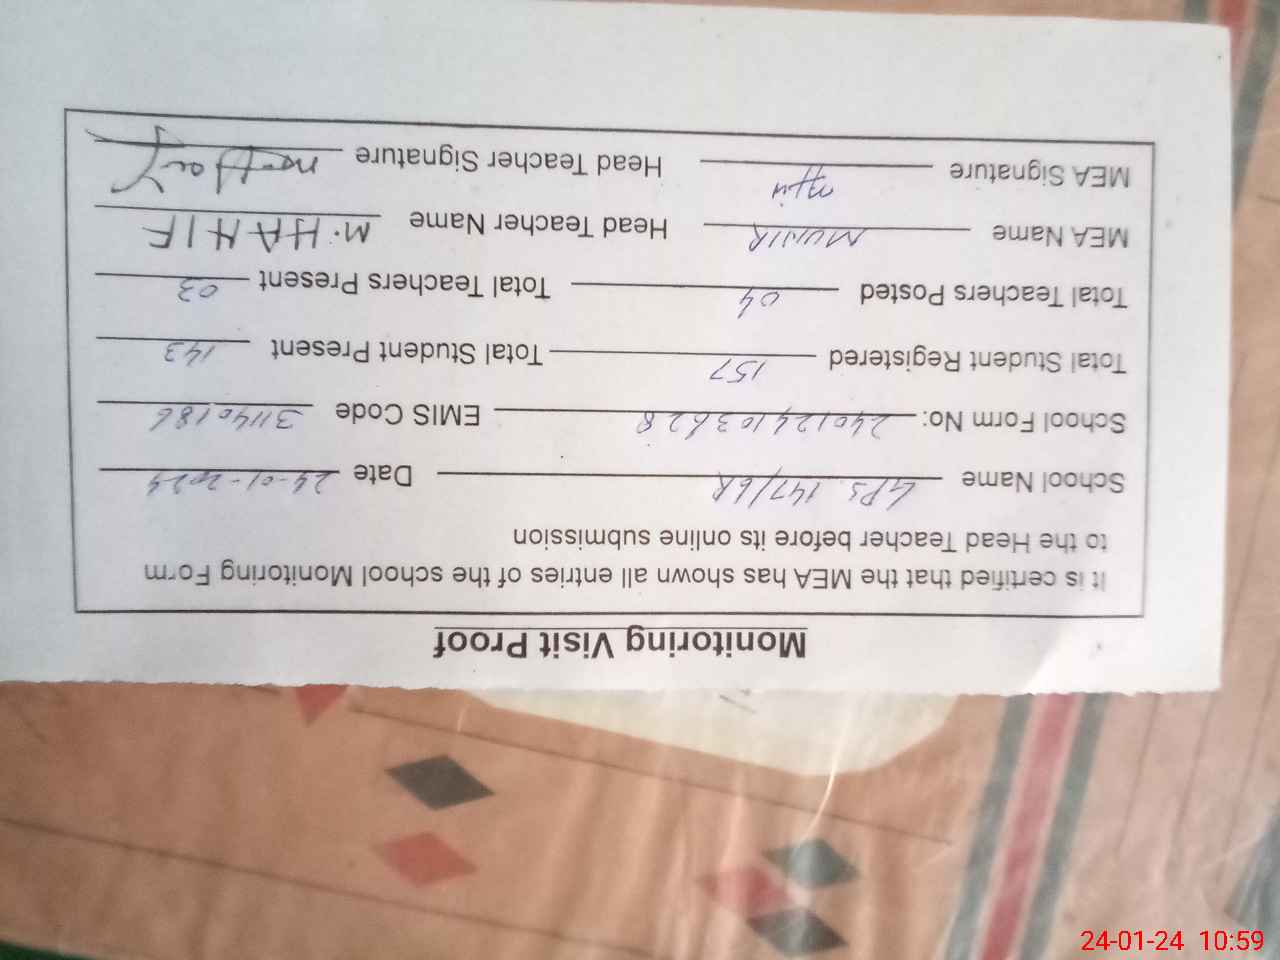 Monitoring Visit Proof
It is certified that the MEA has shown all entries of the school Monitoring Form
to the Head Teacher before its online submission
School Name GPS 147/6R Date 24-01-2024
School Form No: 240124103628 EMIS Code 31140186
Total Student Registered 157 Total Student Present 143
Total Teachers Posted 04 Total Teachers Present 03
MEA Name MUNIR Head Teacher Name M. HANIF
MEA Signature Head Teacher Signature
24-01-24 10:59